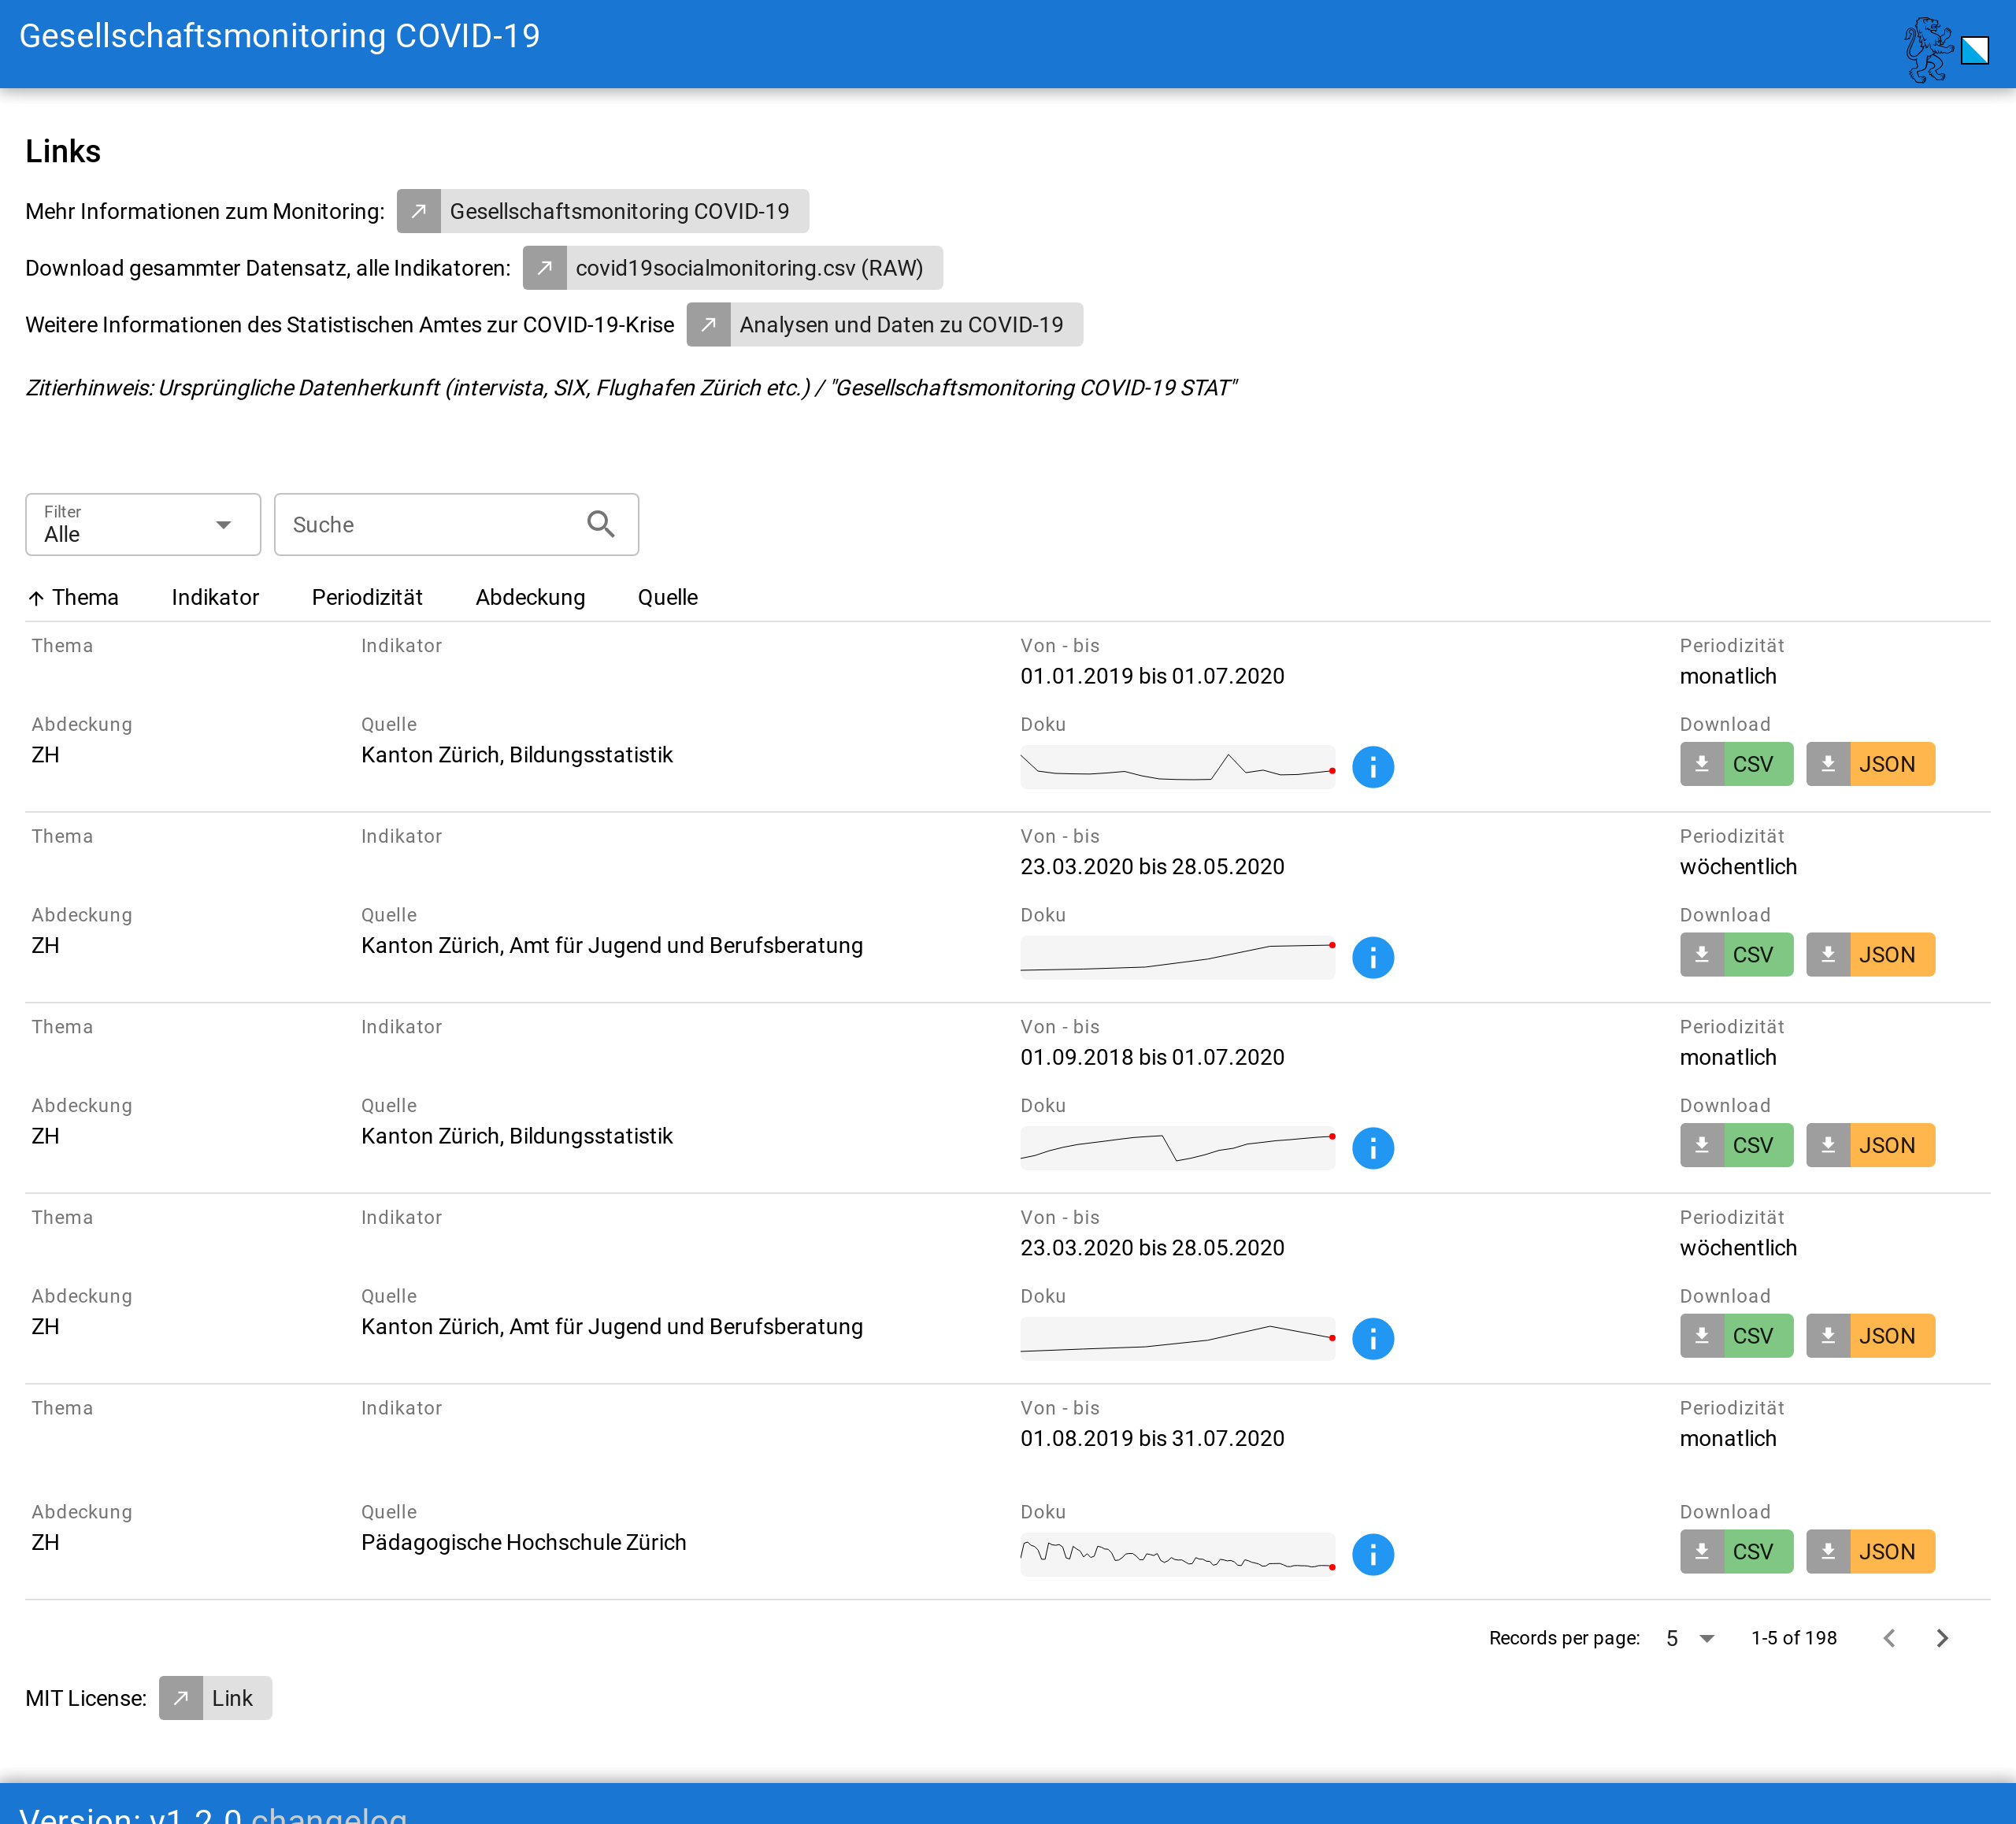 Gesellschaftsmonitoring COVID-19
Links
Mehr Informationen zum Monitoring: Gesellschaftsmonitoring COVID-19
Download gesammter Datensatz, alle Indikatoren: covid19socialmonitoring.csv (RAW)
Weitere Informationen des Statistischen Amtes zur COVID-19-Krise Analysen und Daten zu COVID-19
Zitierhinweis: Ursprüngliche Datenherkunft (intervista, SIX, Flughafen Zürich etc.) / "Gesellschaftsmonitoring COVID-19 STAT"
Filter
Alle
Suche
Thema Indikator Periodizität Abdeckung Quelle
Thema Indikator Von - bis Periodizität
01.01.2019 bis 01.07.2020 monatlich
Abdeckung Quelle Doku Download
ZH Kanton Zürich, Bildungsstatistik CSV JSON
Thema Indikator Von - bis Periodizität
23.03.2020 bis 28.05.2020 wöchentlich
Abdeckung Quelle Doku Download
ZH Kanton Zürich, Amt für Jugend und Berufsberatung CSV JSON
Thema Indikator Von - bis Periodizität
01.09.2018 bis 01.07.2020 monatlich
Abdeckung Quelle Doku Download
ZH Kanton Zürich, Bildungsstatistik CSV JSON
Thema Indikator Von - bis Periodizität
23.03.2020 bis 28.05.2020 wöchentlich
Abdeckung Quelle Doku Download
ZH Kanton Zürich, Amt für Jugend und Berufsberatung CSV JSON
Thema Indikator Von - bis Periodizität
01.08.2019 bis 31.07.2020 monatlich
Abdeckung Quelle Doku Download
ZH Pädagogische Hochschule Zürich CSV JSON
Records per page: 5 1-5 of 198
MIT License: Link
Version: v1.2.0 changelog